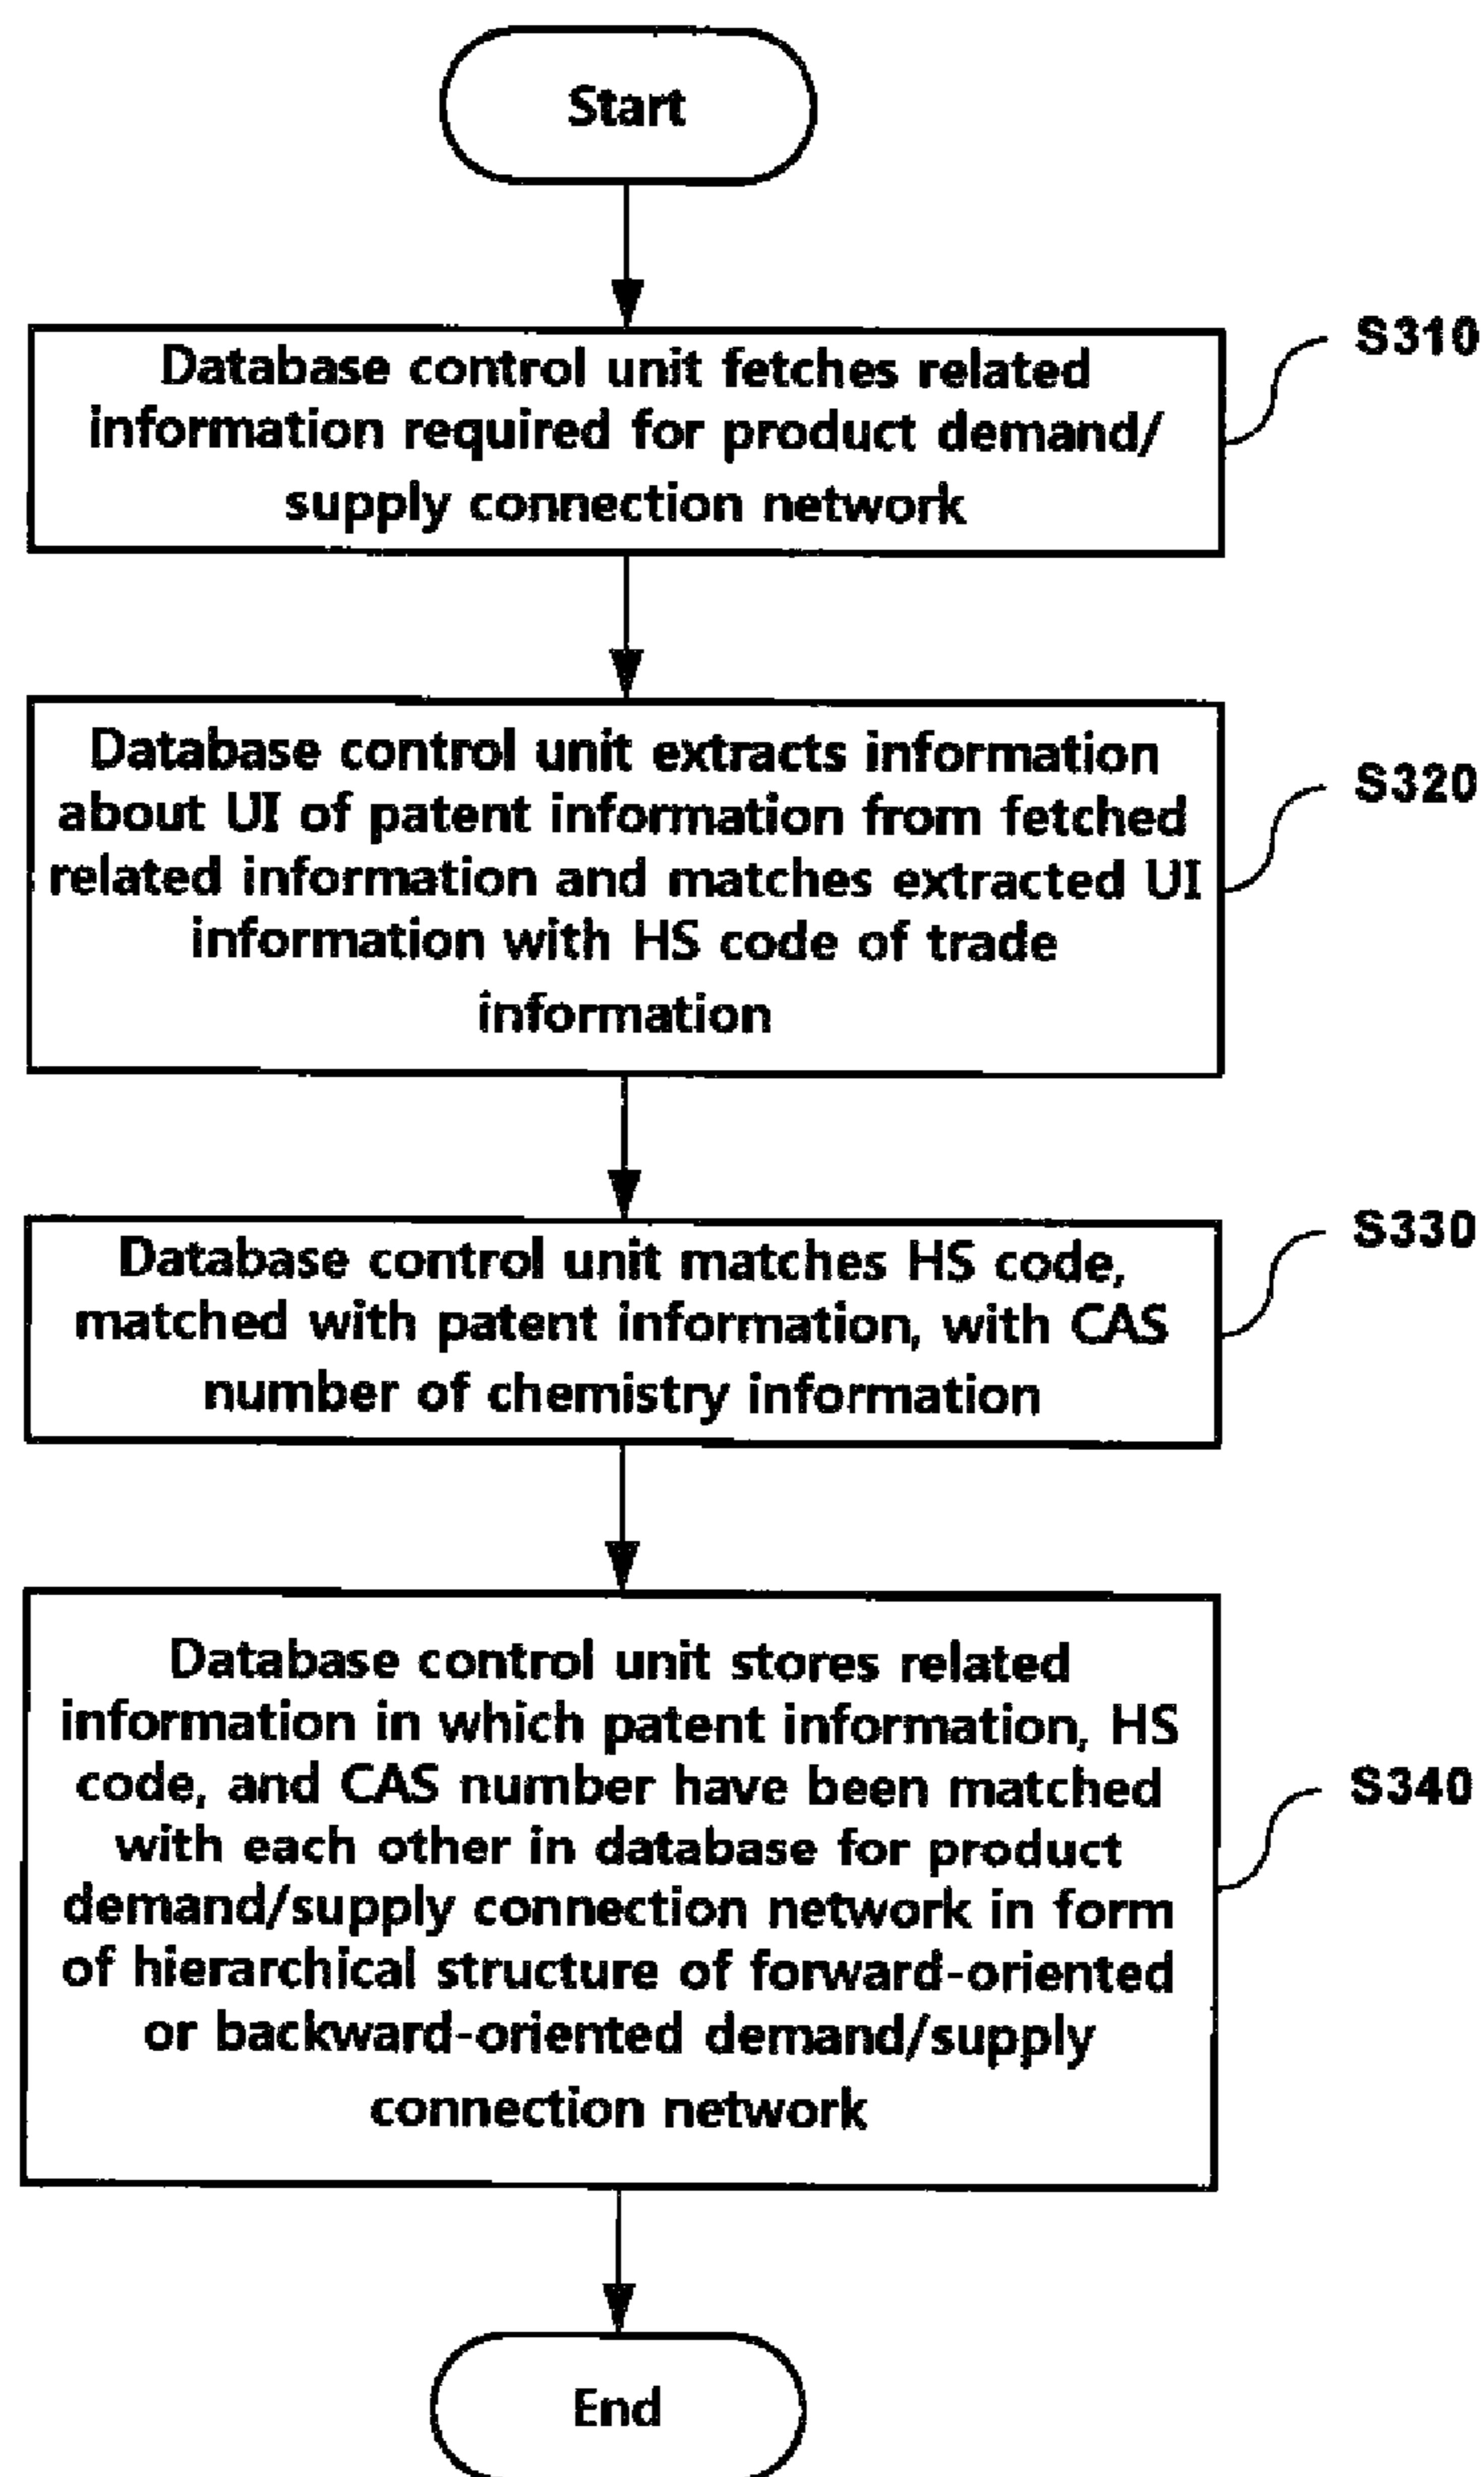 Start
S310
Database control unit fetches related
information required for product demand/
supply connection network
S320
Database control unit extracts information
about UI of patent information from fetched
related information and matches extracted UI
information with HS code of trade
information
S330
Database control unit matches HS code,
matched with patent information, with CAS
number of chemistry information
S340
Database control unit stores related
information in which patent information, HS
code, and CAS number have been matched
with each other in database for product
demand/supply connection network in form
of hierarchical structure of forward-oriented
or backward-oriented demand/supply
connection network
End